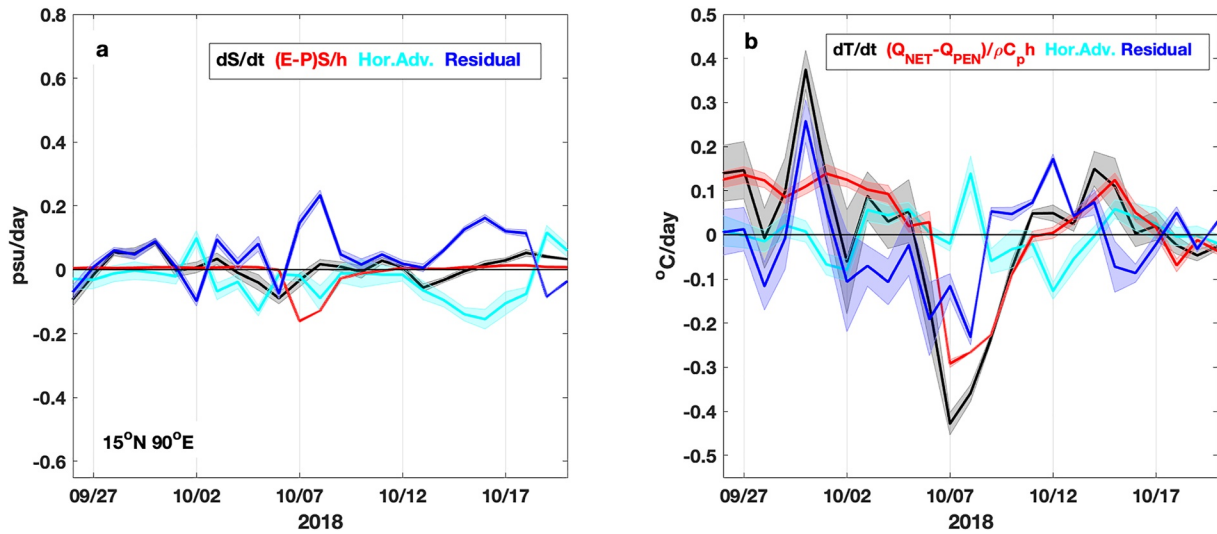 a
dS/dt (E-P)S/h Hor.Adv. Residual
psu/day
0.8
0.6
0.4
0.2
0
-0.2
-0.4
-0.6
15°N 90°E
09/27 10/02 10/07 10/12 10/17
2018
b
dT/dt (Q_NET-Q_PEN)/ρC_p h Hor.Adv. Residual
°C/day
0.5
0.4
0.3
0.2
0.1
0
-0.1
-0.2
-0.3
-0.4
-0.5
09/27 10/02 10/07 10/12 10/17
2018